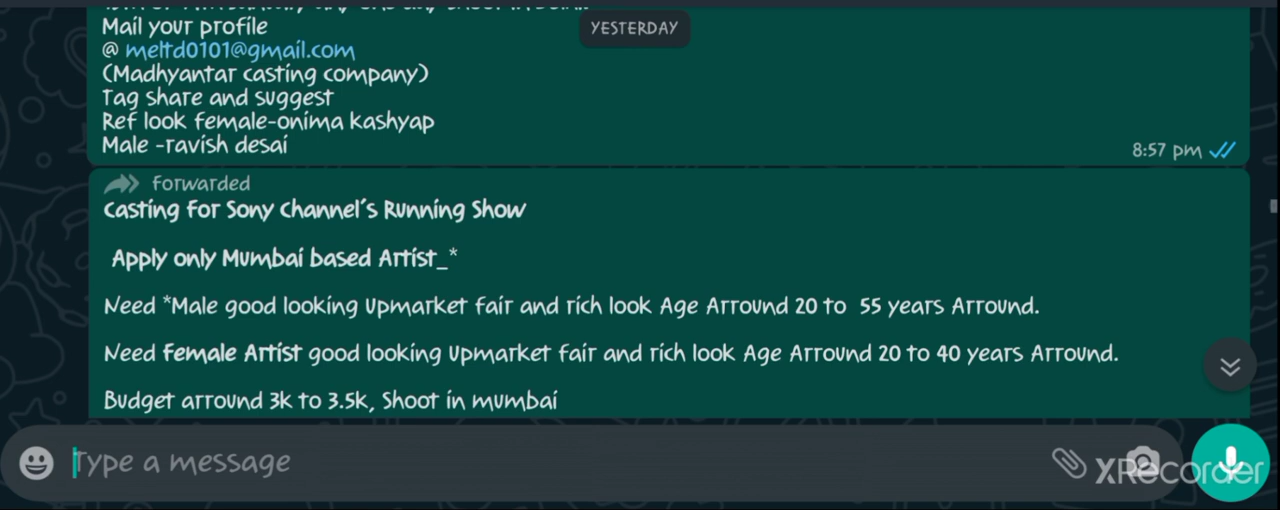 YESTERDAY
Mail your profile
@ meltd0101@gmail.com
(Madhyantar casting company)
Tag share and suggest
Ref look female-onima kashyap
Male -ravish desai
8:57 pm
forwarded
Casting For Sony Channel's Running Show
Apply only Mumbai based Artist_*
Need *Male good looking Upmarket fair and rich look Age Arround 20 to 55 years Arround.
Need Female Artist good looking Upmarket fair and rich look Age Arround 20 to 40 years Arround.
Budget arround 3k to 3.5k, Shoot in mumbai
Type a message
XRecorder